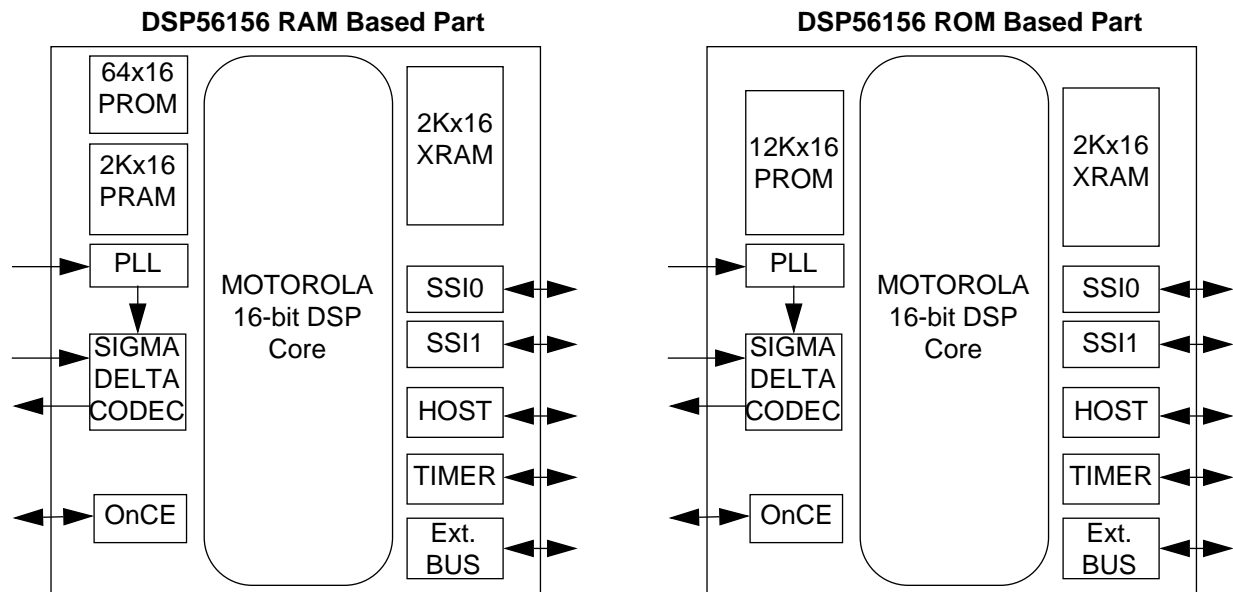 DSP56156 RAM Based Part
64x16
PROM
2Kx16
PRAM
PLL
SIGMA
DELTA
CODEC
OnCE
MOTOROLA
16-bit DSP
Core
2Kx16
XRAM
SSI0
SSI1
HOST
TIMER
Ext.
BUS
DSP56156 ROM Based Part
12Kx16
PROM
PLL
SIGMA
DELTA
CODEC
OnCE
MOTOROLA
16-bit DSP
Core
2Kx16
XRAM
SSI0
SSI1
HOST
TIMER
Ext.
BUS